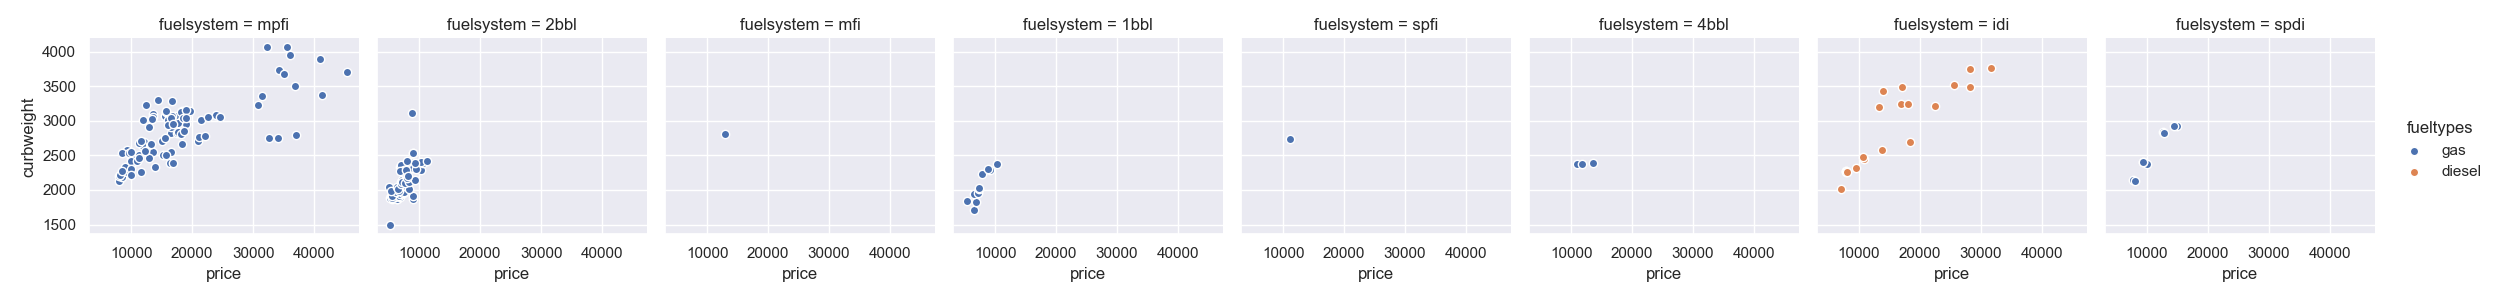 fuelsystem = mpfi fuelsystem = 2bbl fuelsystem = mfi fuelsystem = 1bbl fuelsystem = spfi fuelsystem = 4bbl fuelsystem = idi fuelsystem = spdi
4000
3500
3000
2500
2000
1500
curbweight
10000 20000 30000 40000 10000 20000 30000 40000 10000 20000 30000 40000 10000 20000 30000 40000 10000 20000 30000 40000 10000 20000 30000 40000 10000 20000 30000 40000 10000 20000 30000 40000
price price price price price price price price
fueltypes
gas
diesel